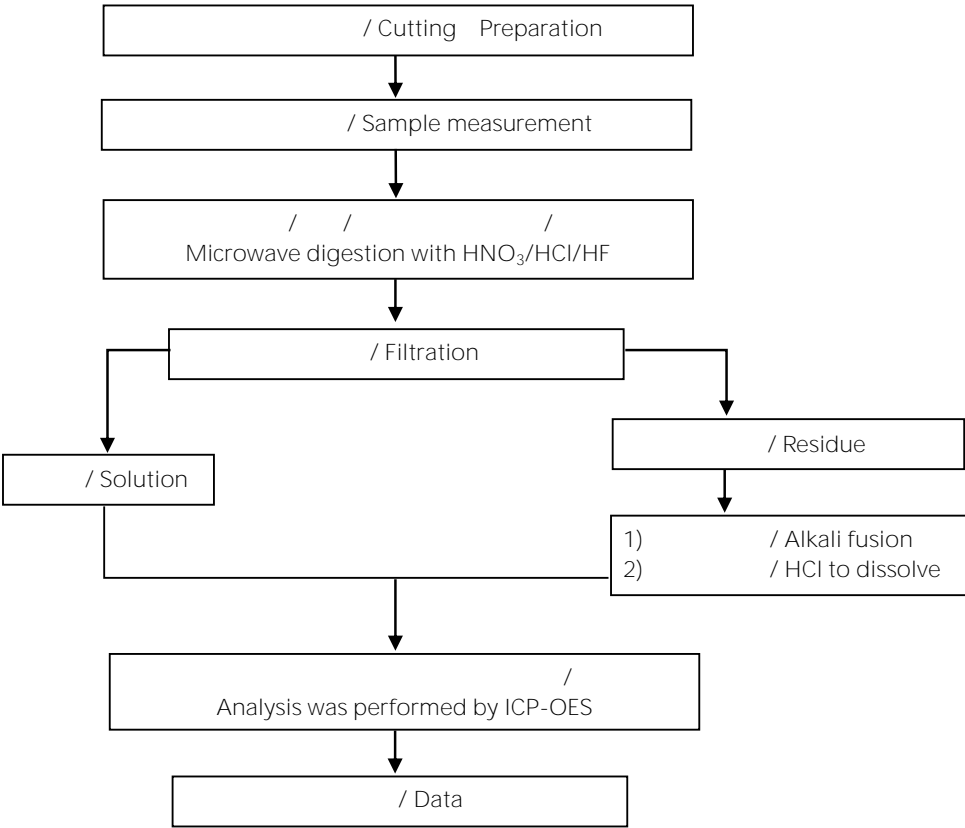 / Cutting Preparation
/ Sample measurement
/ / /
Microwave digestion with HNO₃/HCl/HF
/ Filtration
/ Residue
/ Solution
1) / Alkali fusion
2) / HCl to dissolve
/
Analysis was performed by ICP-OES
/ Data